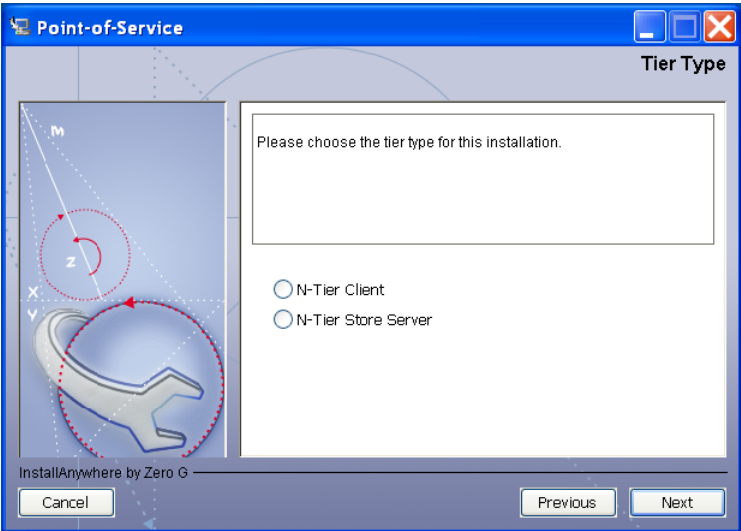 Point-of-Service
Tier Type
M
Please choose the tier type for this installation.
Z
N-Tier Client
X
Y
N-Tier Store Server
InstallAnywhere by Zero G
Cancel
Previous
Next